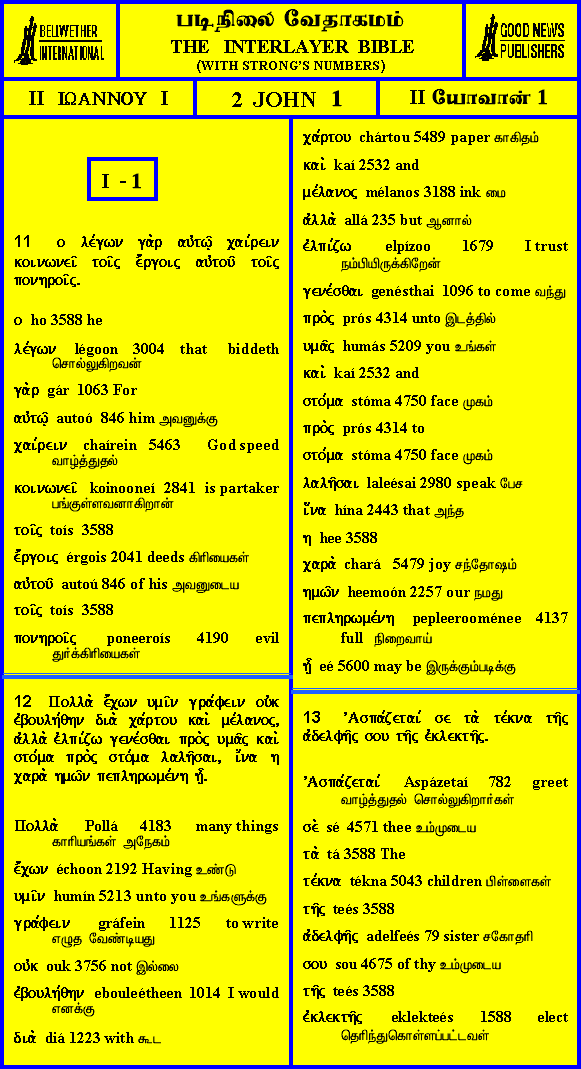 BELLWETHER
INTERNATIONAL
படிநிலை வேதாகமம்
THE INTERLAYER BIBLE
(WITH STRONG'S NUMBERS)
GOOD NEWS
PUBLISHERS
II ΙΩΑΝΝΟΥ I
2 JOHN 1
II யோவான் 1
I - 1
11 ο λέγων γὰρ αὐτῷ χαίρειν
κοινωνεῖ τοῖς ἔργοις αὐτοῦ τοῖς
πονηροῖς.
ο ho 3588 he
λέγων légoon 3004 that biddeth
சொல்லுகிறவன்
γὰρ gár 1063 For
αὐτῷ autoó 846 him அவனுக்கு
χαίρειν chaírein 5463 God speed
வாழ்த்துதல்
κοινωνεῖ koinooneí 2841 is partaker
பங்குள்ளவனாகிறான்
τοῖς toís 3588
ἔργοις érgois 2041 deeds கிரியைகள்
αὐτοῦ autoú 846 of his அவனுடைய
τοῖς toís 3588
πονηροῖς poneeroís 4190 evil
துர்க்கிரியைகள்
12 Πολλὰ ἔχων υμῖν γράφειν οὐκ
ἐβουλήθην διὰ χάρτου καὶ μέλανος,
ἀλλὰ ἐλπίζω γενέσθαι πρὸς υμᾶς καὶ
στόμα πρὸς στόμα λαλῆσαι, ἵνα η
χαρὰ ημῶν πεπληρωμένη ᾖ.
Πολλὰ Pollá 4183 many things
காரியங்கள் அநேகம்
ἔχων échoon 2192 Having உண்டு
υμῖν humín 5213 unto you உங்களுக்கு
γράφειν gráfein 1125 to write
எழுத வேண்டியது
οὐκ ouk 3756 not இல்லை
ἐβουλήθην ebouleétheen 1014 I would
எனக்கு
διὰ diá 1223 with கூட
χάρτου chártou 5489 paper காகிதம்
καὶ kaí 2532 and
μέλανος mélanos 3188 ink மை
ἀλλὰ allá 235 but ஆனால்
ἐλπίζω elpízoo 1679 I trust
நம்பியிருக்கிறேன்
γενέσθαι genésthai 1096 to come வந்து
πρὸς prós 4314 unto இடத்தில்
υμᾶς humás 5209 you உங்கள்
καὶ kaí 2532 and
στόμα stóma 4750 face முகம்
πρὸς prós 4314 to
στόμα stóma 4750 face முகம்
λαλῆσαι laleésai 2980 speak பேச
ἵνα hína 2443 that அந்த
η hee 3588
χαρὰ chará 5479 joy சந்தோஷம்
ημῶν heemoón 2257 our நமது
πεπληρωμένη pepleeroménee 4137
full நிறைவாய்
ᾖ eé 5600 may be இருக்கும்படிக்கு
13 Ἀσπάζεταί σε τὰ τέκνα τῆς
ἀδελφῆς σου τῆς ἐκλεκτῆς.
Ἀσπάζεταί Aspázetaí 782 greet
வாழ்த்துதல் சொல்லுகிறார்கள்
σὲ sé 4571 thee உம்முடைய
τὰ tá 3588 The
τέκνα tékna 5043 children பிள்ளைகள்
τῆς teés 3588
ἀδελφῆς adelfeés 79 sister சகோதரி
σου sou 4675 of thy உம்முடைய
τῆς teés 3588
ἐκλεκτῆς eklekteés 1588 elect
தெரிந்துகொள்ளப்பட்டவள்